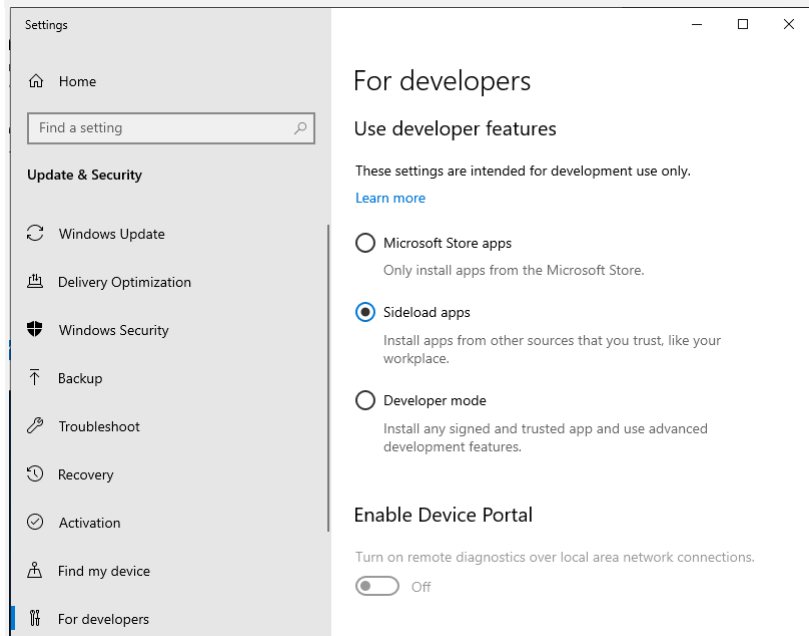 Settings
Home
Find a setting
Update & Security
Windows Update
Delivery Optimization
Windows Security
Backup
Troubleshoot
Recovery
Activation
Find my device
For developers
For developers
Use developer features
These settings are intended for development use only.
Learn more
Microsoft Store apps
Only install apps from the Microsoft Store.
Sideload apps
Install apps from other sources that you trust, like your
workplace.
Developer mode
Install any signed and trusted app and use advanced
development features.
Enable Device Portal
Turn on remote diagnostics over local area network connections.
Off